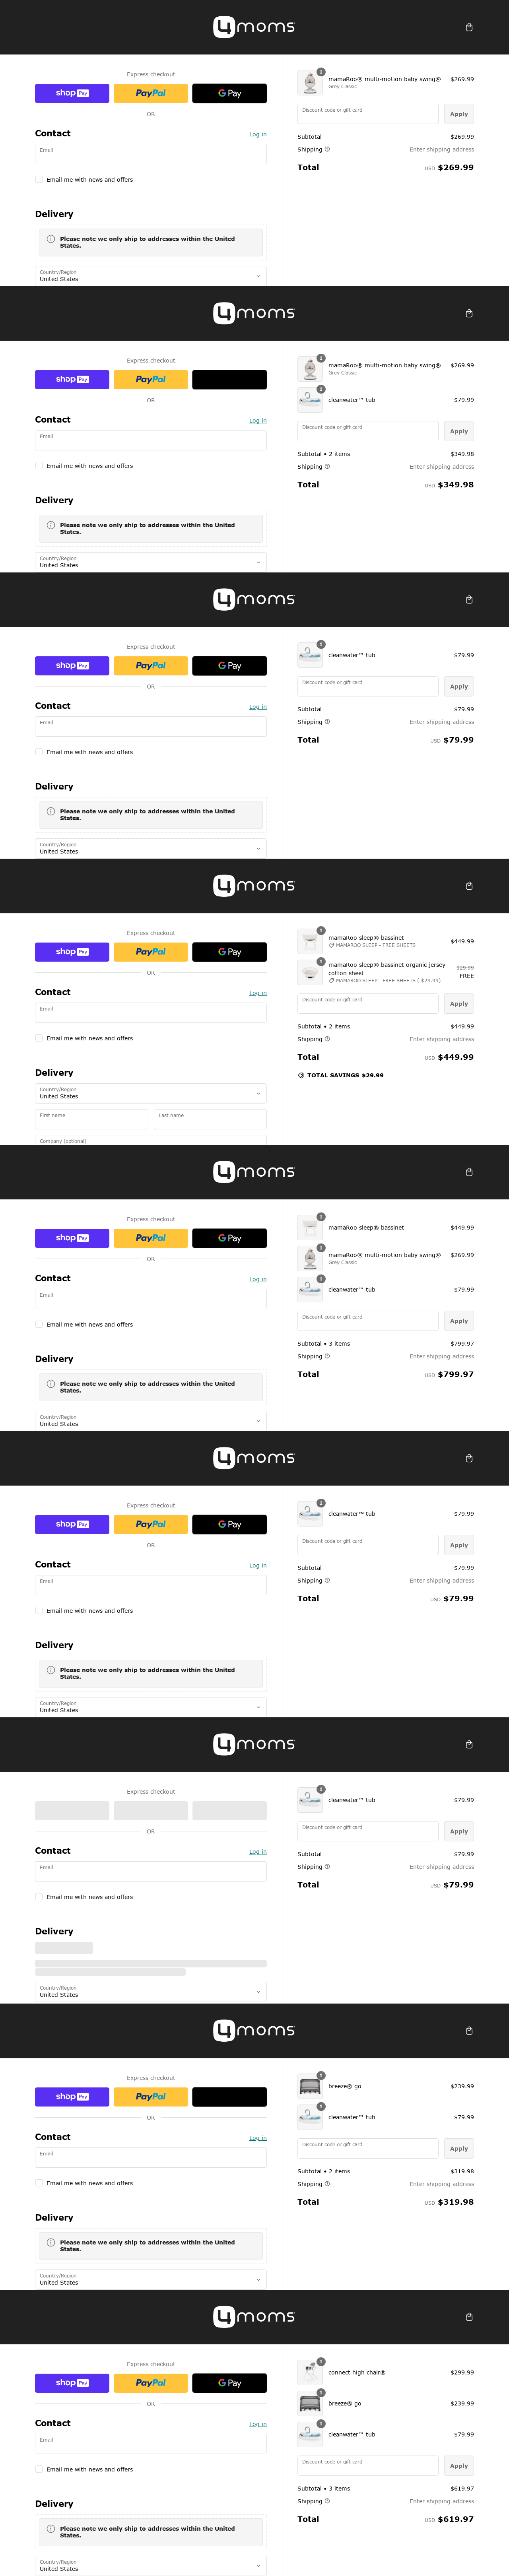 4moms
Express checkout
shop Pay
PayPal
G Pay
OR
Contact
Log in
Email
Email me with news and offers
Delivery
Please note we only ship to addresses within the United
States.
Country/Region
United States
1
mamaRoo® multi-motion baby swing®
Grey Classic
$269.99
Discount code or gift card
Apply
Subtotal
$269.99
Shipping
Enter shipping address
Total
USD $269.99
4moms
Express checkout
shop Pay
PayPal
OR
Contact
Log in
Email
Email me with news and offers
Delivery
Please note we only ship to addresses within the United
States.
Country/Region
United States
1
mamaRoo® multi-motion baby swing®
Grey Classic
$269.99
1
cleanwater™ tub
$79.99
Discount code or gift card
Apply
Subtotal • 2 items
$349.98
Shipping
Enter shipping address
Total
USD $349.98
4moms
Express checkout
shop Pay
PayPal
G Pay
OR
Contact
Log in
Email
Email me with news and offers
Delivery
Please note we only ship to addresses within the United
States.
Country/Region
United States
1
cleanwater™ tub
$79.99
Discount code or gift card
Apply
Subtotal
$79.99
Shipping
Enter shipping address
Total
USD $79.99
4moms
Express checkout
shop Pay
PayPal
G Pay
OR
Contact
Log in
Email
Email me with news and offers
Delivery
Country/Region
United States
First name
Last name
Company (optional)
1
mamaRoo sleep® bassinet
MAMAROO SLEEP - FREE SHEETS
$449.99
1
mamaRoo sleep® bassinet organic jersey
cotton sheet
MAMAROO SLEEP - FREE SHEETS (-$29.99)
$29.99
FREE
Discount code or gift card
Apply
Subtotal • 2 items
$449.99
Shipping
Enter shipping address
Total
USD $449.99
TOTAL SAVINGS $29.99
4moms
Express checkout
shop Pay
PayPal
G Pay
OR
Contact
Log in
Email
Email me with news and offers
Delivery
Please note we only ship to addresses within the United
States.
Country/Region
United States
1
mamaRoo sleep® bassinet
$449.99
1
mamaRoo® multi-motion baby swing®
Grey Classic
$269.99
1
cleanwater™ tub
$79.99
Discount code or gift card
Apply
Subtotal • 3 items
$799.97
Shipping
Enter shipping address
Total
USD $799.97
4moms
Express checkout
shop Pay
PayPal
G Pay
OR
Contact
Log in
Email
Email me with news and offers
Delivery
Please note we only ship to addresses within the United
States.
Country/Region
United States
1
cleanwater™ tub
$79.99
Discount code or gift card
Apply
Subtotal
$79.99
Shipping
Enter shipping address
Total
USD $79.99
4moms
Express checkout
OR
Contact
Log in
Email
Email me with news and offers
Delivery
Country/Region
United States
1
cleanwater™ tub
$79.99
Discount code or gift card
Apply
Subtotal
$79.99
Shipping
Enter shipping address
Total
USD $79.99
4moms
Express checkout
shop Pay
PayPal
OR
Contact
Log in
Email
Email me with news and offers
Delivery
Please note we only ship to addresses within the United
States.
Country/Region
United States
1
breeze® go
$239.99
1
cleanwater™ tub
$79.99
Discount code or gift card
Apply
Subtotal • 2 items
$319.98
Shipping
Enter shipping address
Total
USD $319.98
4moms
Express checkout
shop Pay
PayPal
G Pay
OR
Contact
Log in
Email
Email me with news and offers
Delivery
Please note we only ship to addresses within the United
States.
Country/Region
United States
1
connect high chair®
$299.99
1
breeze® go
$239.99
1
cleanwater™ tub
$79.99
Discount code or gift card
Apply
Subtotal • 3 items
$619.97
Shipping
Enter shipping address
Total
USD $619.97